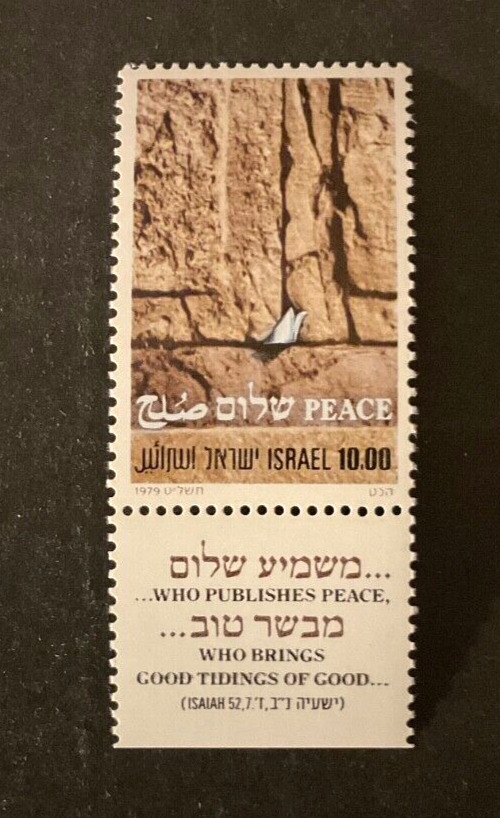 صُلح שלום PEACE
اسرائيل ישראל ISRAEL 10.00
1979 תשל"ט הכט
משמיע שלום...
...WHO PUBLISHES PEACE,
מבשר טוב...
WHO BRINGS
GOOD TIDINGS OF GOOD...
(ISAIAH 52,7. ישעיה נ"ב, ז')